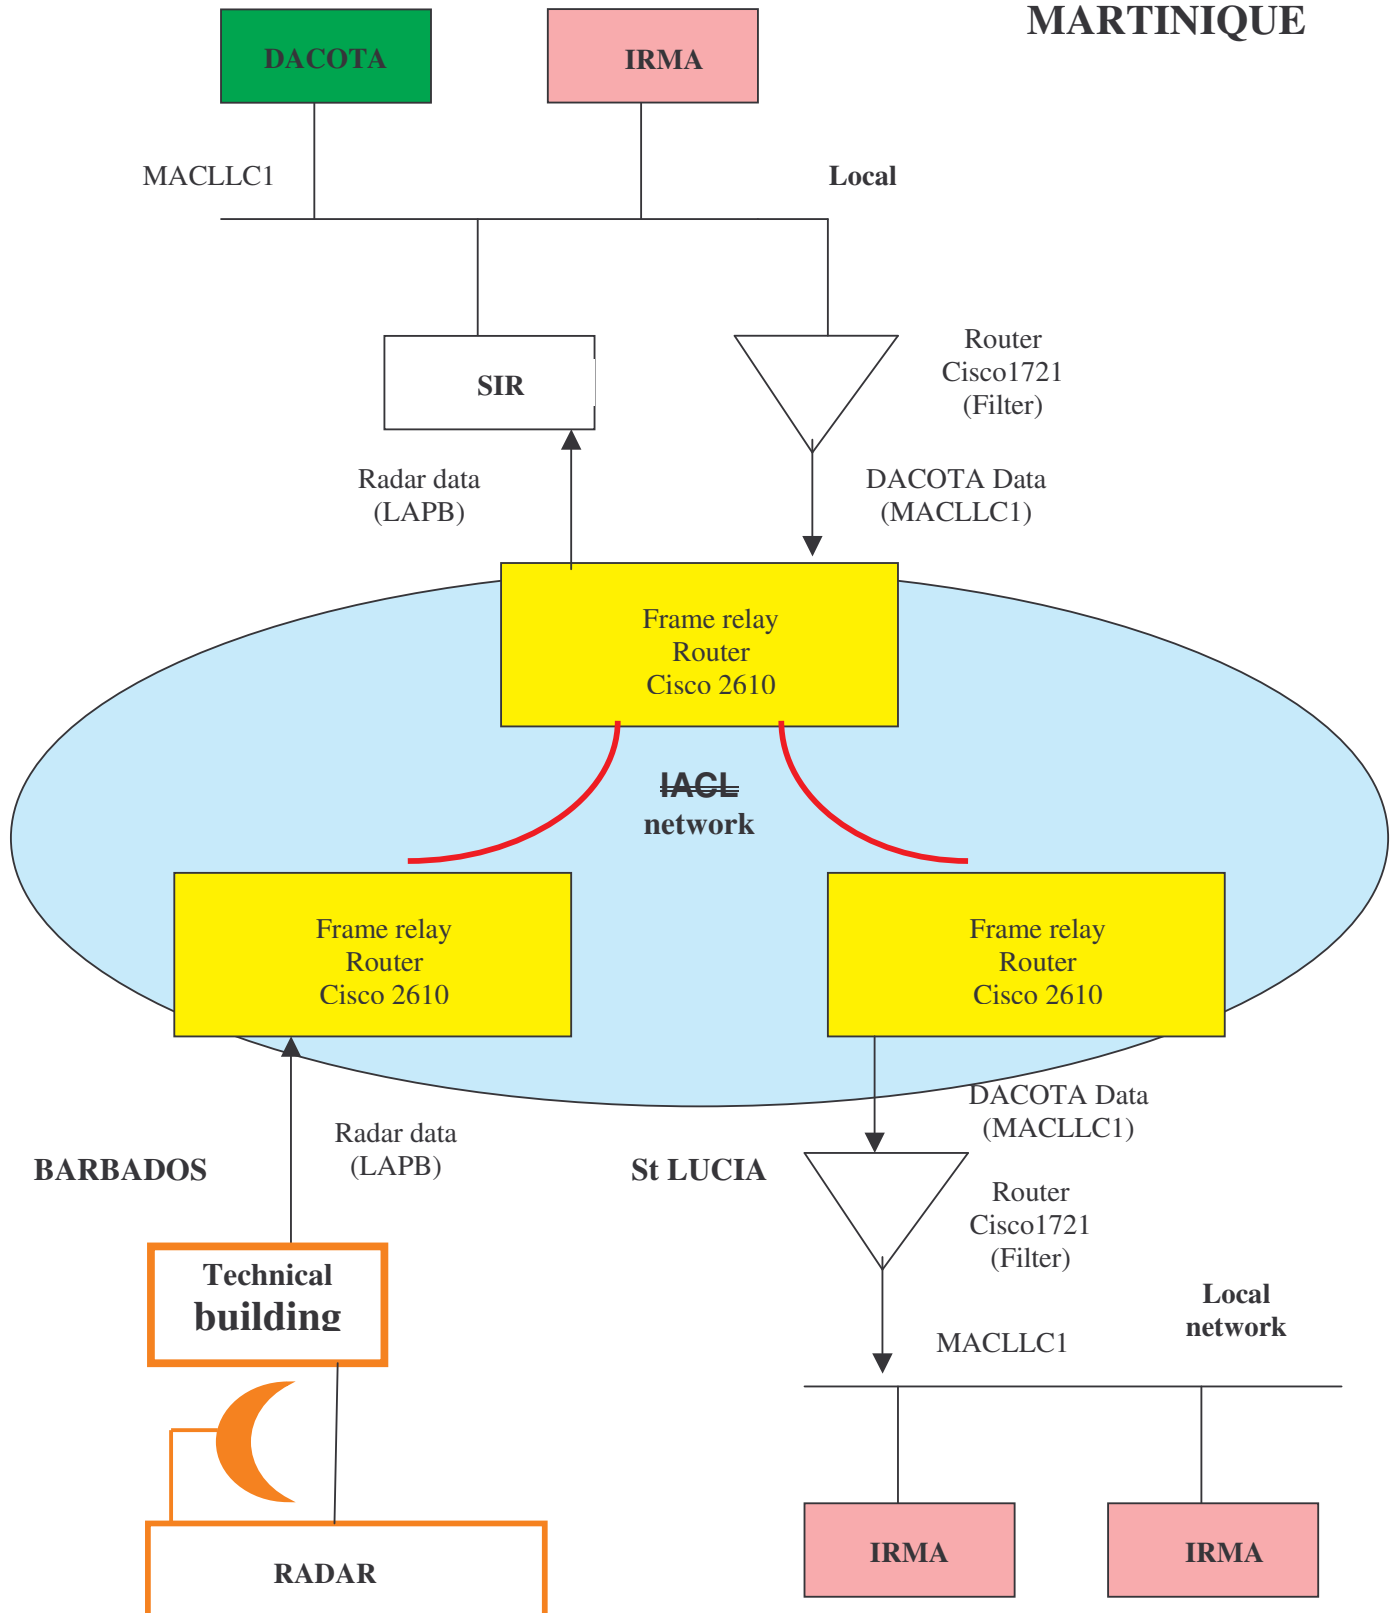 MARTINIQUE
DACOTA
IRMA
MACLLC1
Local
SIR
Router
Cisco1721
(Filter)
Radar data
(LAPB)
DACOTA Data
(MACLLC1)
Frame relay
Router
Cisco 2610
IACL
network
Frame relay
Router
Cisco 2610
Frame relay
Router
Cisco 2610
DACOTA Data
(MACLLC1)
Radar data
(LAPB)
BARBADOS
St LUCIA
Router
Cisco1721
(Filter)
Technical
building
Local
network
MACLLC1
RADAR
IRMA
IRMA